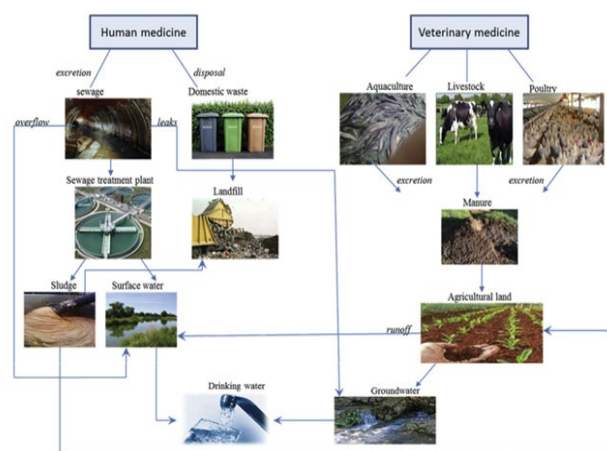 Human medicine
Veterinary medicine
excretion
disposal
sewage
Domestic waste
Aquaculture
Livestock
Poultry
overflow
leaks
Sewage treatment plant
Landfill
excretion
excretion
Manure
Sludge
Surface water
Agricultural land
runoff
Drinking water
Groundwater